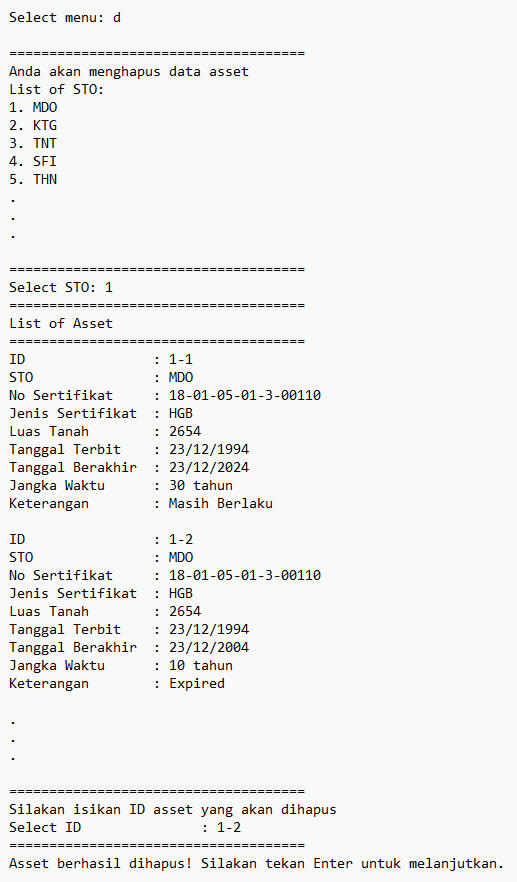 Select menu: d
=====================================
Anda akan menghapus data asset
List of STO:
1. MDO
2. KTG
3. TNT
4. SFI
5. THN
.
.
.
=====================================
Select STO: 1
=====================================
List of Asset
=====================================
ID                : 1-1
STO               : MDO
No Sertifikat     : 18-01-05-01-3-00110
Jenis Sertifikat  : HGB
Luas Tanah        : 2654
Tanggal Terbit    : 23/12/1994
Tanggal Berakhir  : 23/12/2024
Jangka Waktu      : 30 tahun
Keterangan        : Masih Berlaku
ID                : 1-2
STO               : MDO
No Sertifikat     : 18-01-05-01-3-00110
Jenis Sertifikat  : HGB
Luas Tanah        : 2654
Tanggal Terbit    : 23/12/1994
Tanggal Berakhir  : 23/12/2004
Jangka Waktu      : 10 tahun
Keterangan        : Expired
.
.
.
=====================================
Silakan isikan ID asset yang akan dihapus
Select ID               : 1-2
=====================================
Asset berhasil dihapus! Silakan tekan Enter untuk melanjutkan.